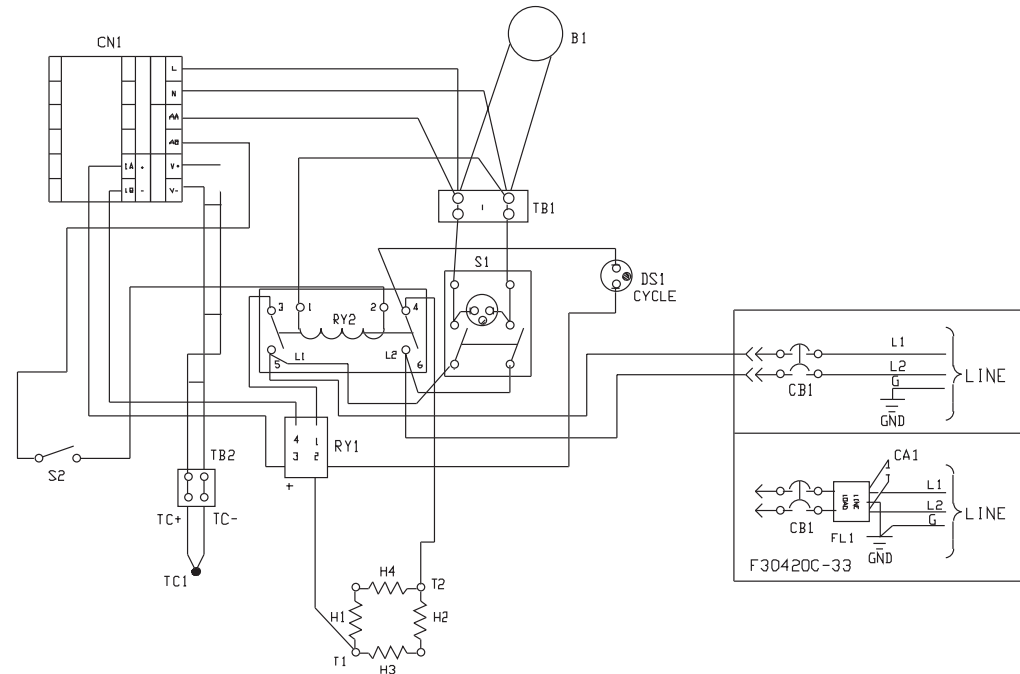 CN1
B1
L
N
AA
AB
1A + V+
1B - V-
TB1
S1
DS1
CYCLE
3 1 2 4
RY2
L1 L2
5 6
L1
L2
G
LINE
CB1
GND
4 1
3 2
RY1
+
S2
TB2
TC+ TC-
TC1
CA1
L1
L2
G
LINE
LINE
LOAD
CB1
FL1
GND
F30420C-33
H4
T2
H1 H2
T1
H3